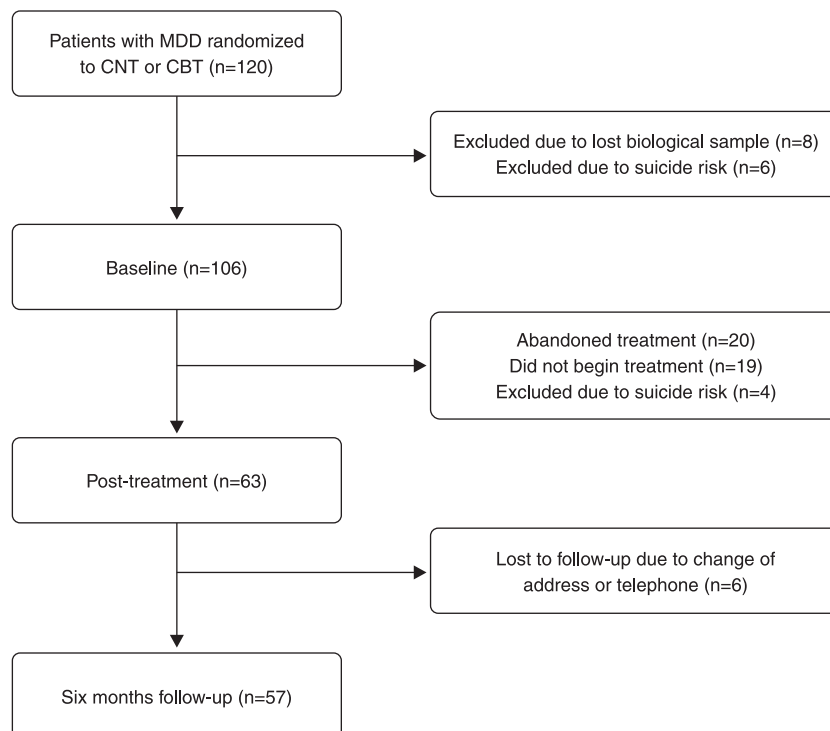 Patients with MDD randomized
to CNT or CBT (n=120)
Excluded due to lost biological sample (n=8)
Excluded due to suicide risk (n=6)
Baseline (n=106)
Abandoned treatment (n=20)
Did not begin treatment (n=19)
Excluded due to suicide risk (n=4)
Post-treatment (n=63)
Lost to follow-up due to change of
address or telephone (n=6)
Six months follow-up (n=57)